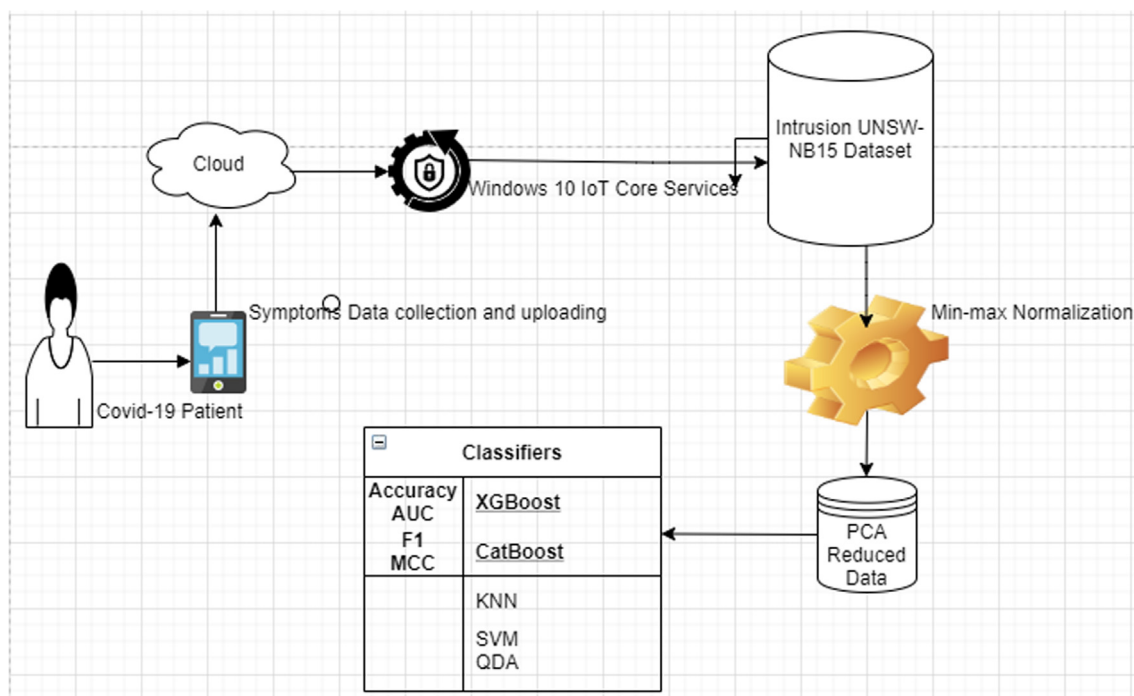 Cloud
Windows 10 IoT Core Services
Intrusion UNSW-
NB15 Dataset
Symptoms Data collection and uploading
Covid-19 Patient
Min-max Normalization
PCA
Reduced
Data
Classifiers
Accuracy
AUC
F1
MCC
XGBoost
CatBoost
KNN
SVM
QDA